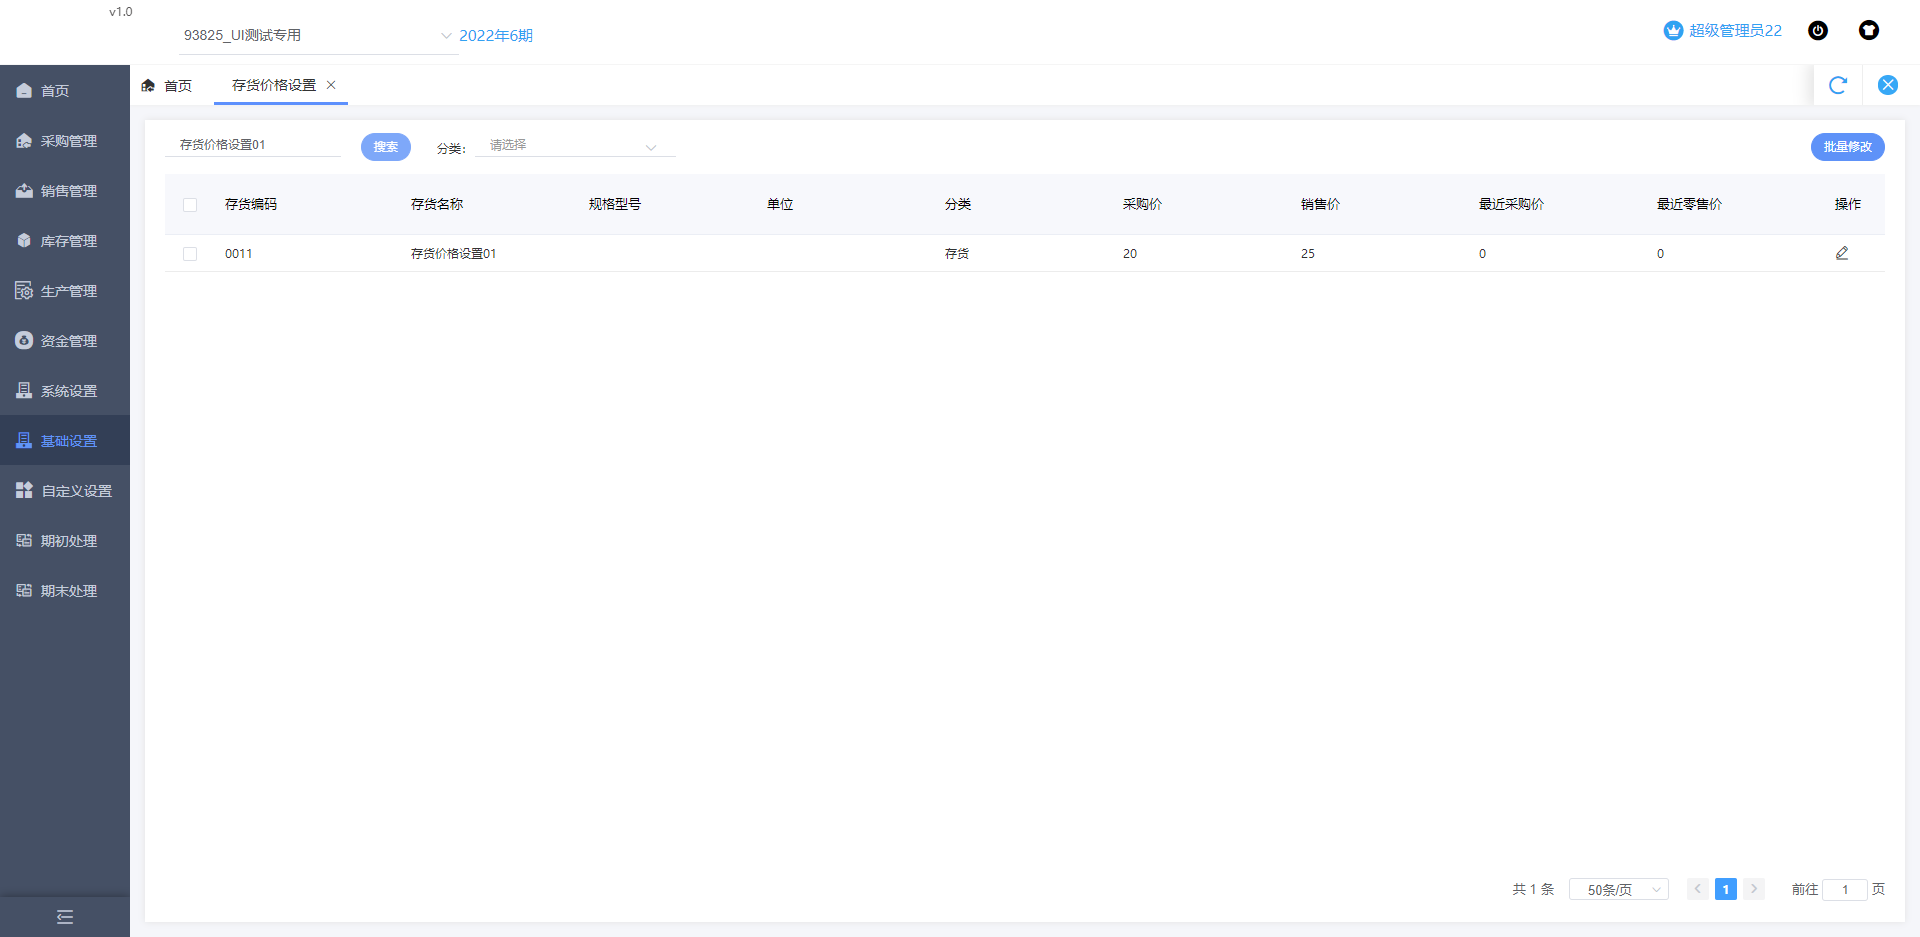 v1.0
93825_UI测试专用 2022年6期 超级管理员22
首页
采购管理
销售管理
库存管理
生产管理
资金管理
系统设置
基础设置
自定义设置
期初处理
期末处理
首页 存货价格设置
存货价格设置01 搜索 分类: 请选择 批量修改
存货编码 存货名称 规格型号 单位 分类 采购价 销售价 最近采购价 最近零售价 操作
0011 存货价格设置01 存货 20 25 0 0
共 1 条 50条/页 1 前往 1 页